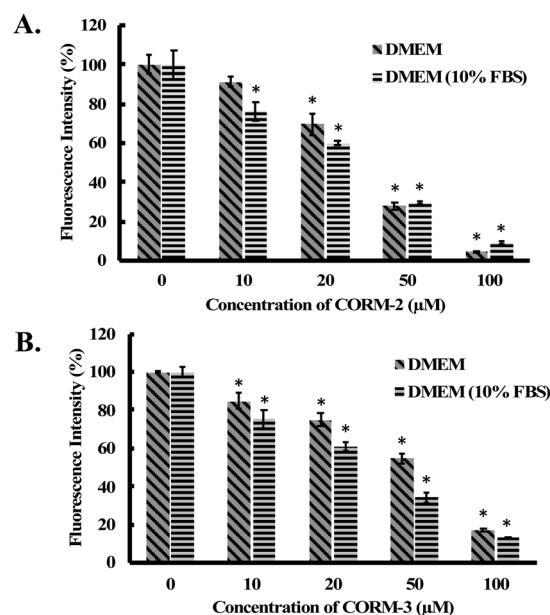 A.
Fluorescence Intensity (%)
120
100
80
60
40
20
0
DMEM
DMEM (10% FBS)
*
* *
* *
* *
0 10 20 50 100
Concentration of CORM-2 (μM)
B.
Fluorescence Intensity (%)
120
100
80
60
40
20
0
DMEM
DMEM (10% FBS)
* *
* *
* *
* *
0 10 20 50 100
Concentration of CORM-3 (μM)